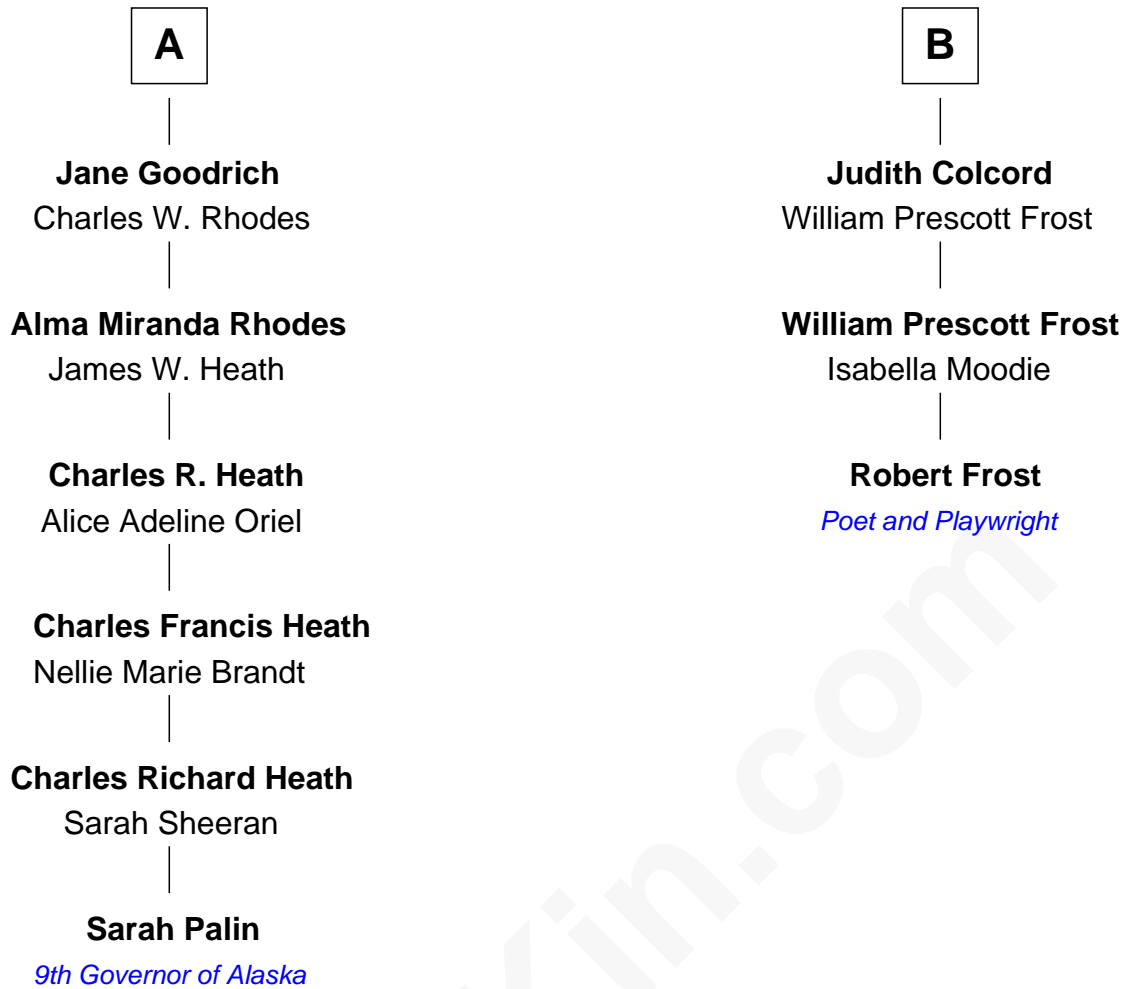 A
Jane Goodrich
Charles W. Rhodes
Alma Miranda Rhodes
James W. Heath
Charles R. Heath
Alice Adeline Oriel
Charles Francis Heath
Nellie Marie Brandt
Charles Richard Heath
Sarah Sheeran
Sarah Palin
9th Governor of Alaska
B
Judith Colcord
William Prescott Frost
William Prescott Frost
Isabella Moodie
Robert Frost
Poet and Playwright
Kin.com